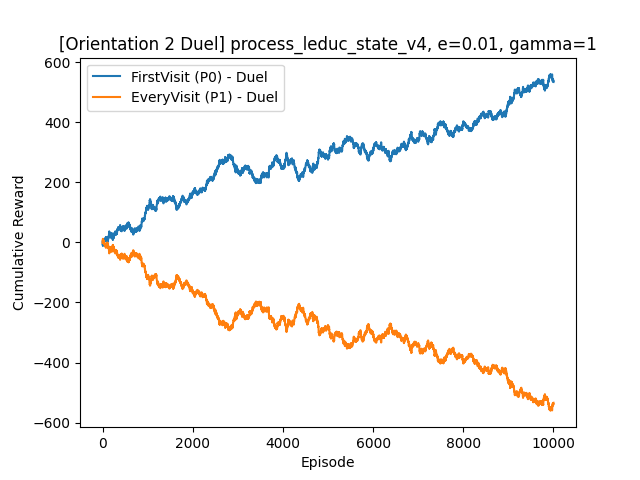 [Orientation 2 Duel] process_leduc_state_v4, e=0.01, gamma=1
FirstVisit (P0) - Duel
EveryVisit (P1) - Duel
Cumulative Reward
600
400
200
0
−200
−400
−600
0 2000 4000 6000 8000 10000
Episode